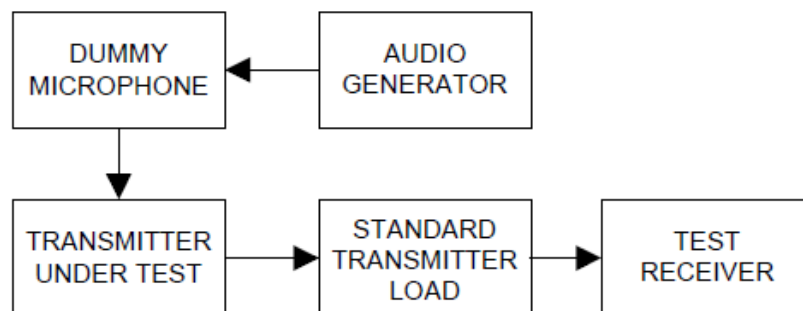 DUMMY
MICROPHONE
AUDIO
GENERATOR
TRANSMITTER
UNDER TEST
STANDARD
TRANSMITTER
LOAD
TEST
RECEIVER